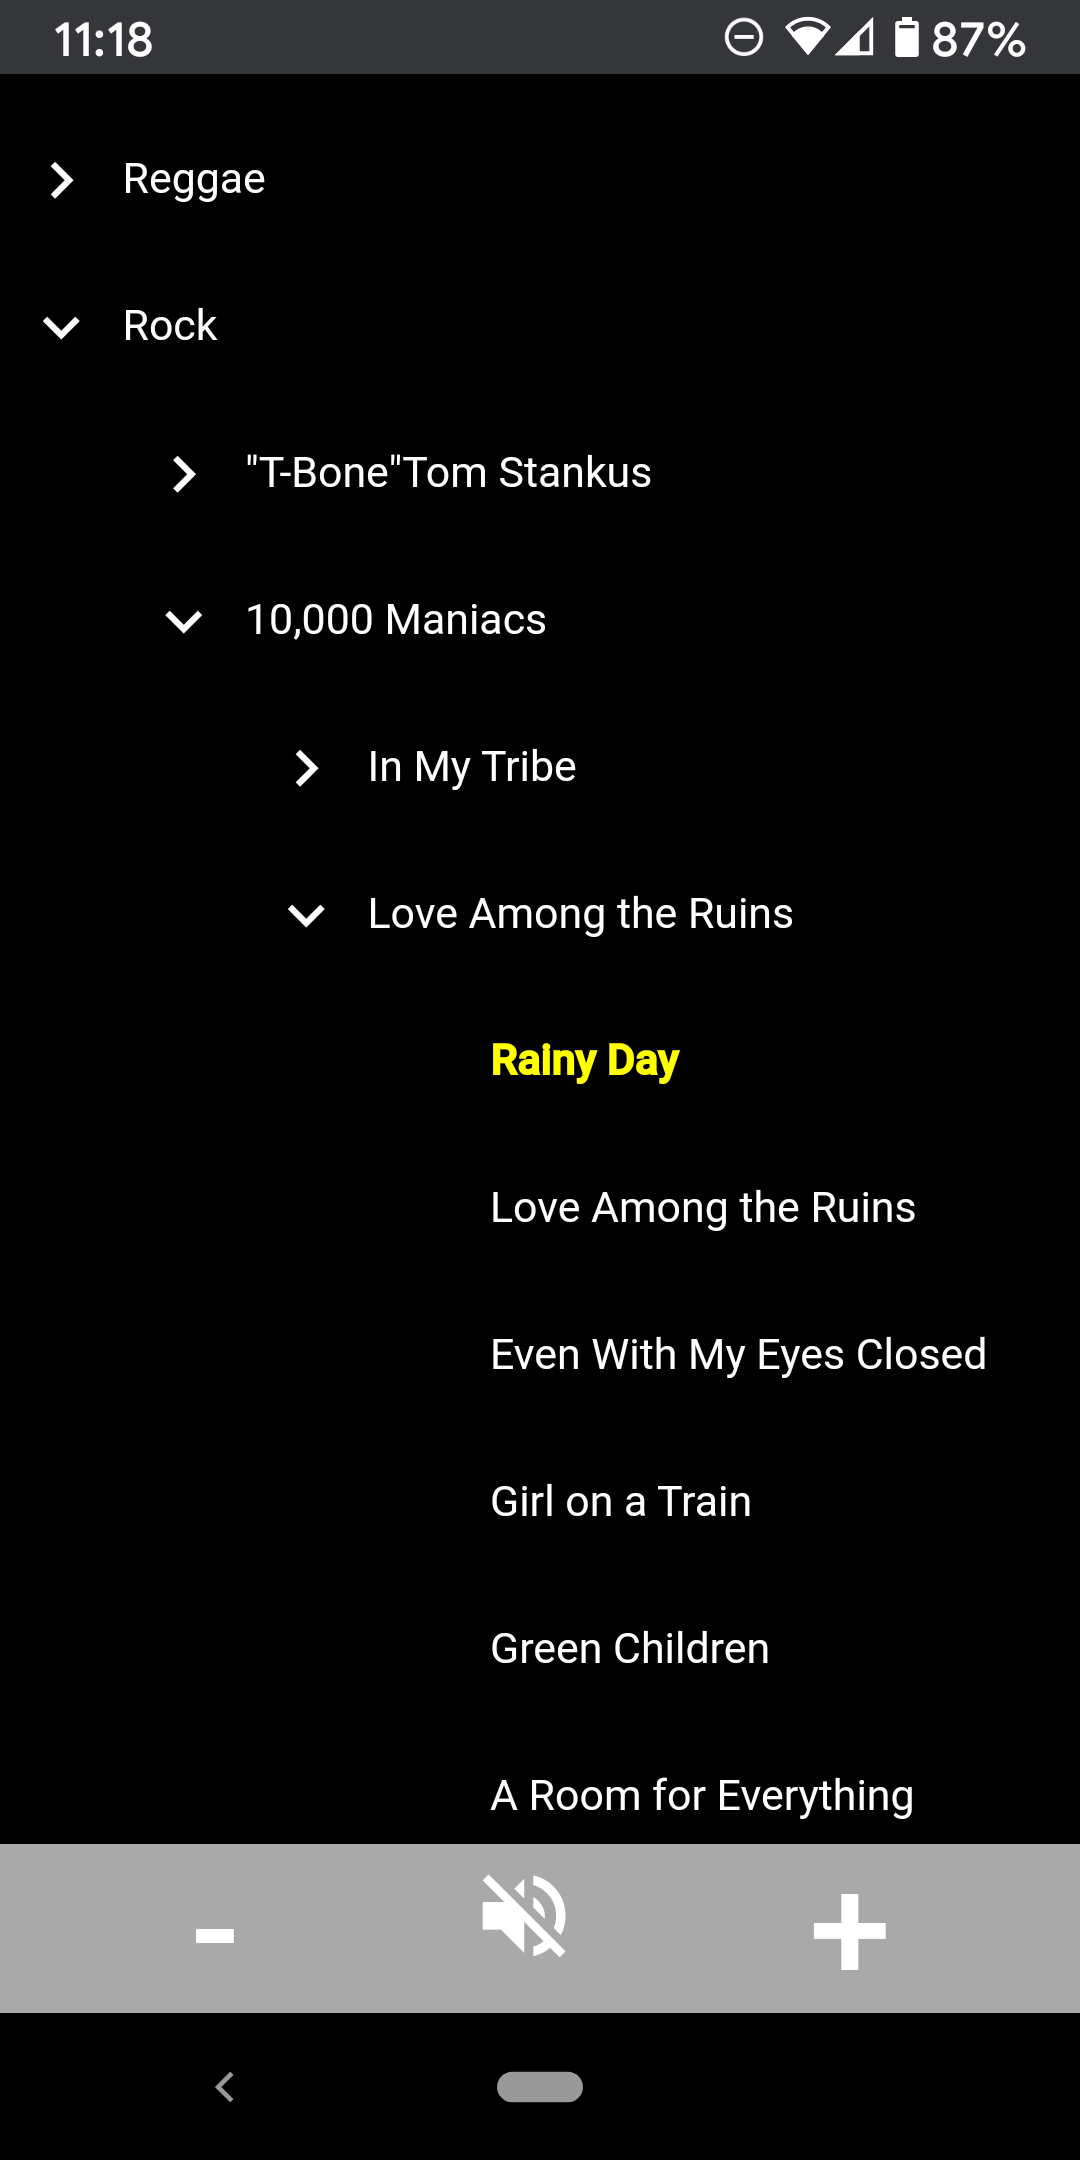 11:18 87%
Reggae
Rock
"T-Bone"Tom Stankus
10,000 Maniacs
In My Tribe
Love Among the Ruins
Rainy Day
Love Among the Ruins
Even With My Eyes Closed
Girl on a Train
Green Children
A Room for Everything
- +